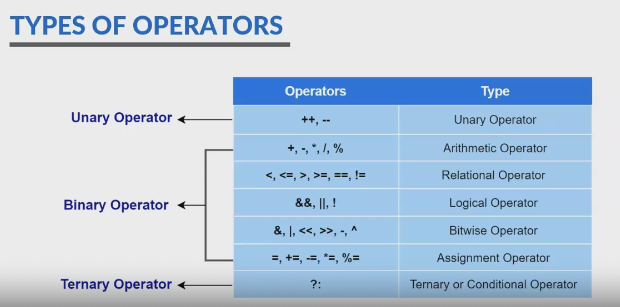 TYPES OF OPERATORS
Operators Type
Unary Operator ++, -- Unary Operator
+, -, *, /, % Arithmetic Operator
<, <=, >, >=, ==, != Relational Operator
Binary Operator &&, ||, ! Logical Operator
&, |, <<, >>, -, ^ Bitwise Operator
=, +=, -=, *=, %= Assignment Operator
Ternary Operator ?: Ternary or Conditional Operator